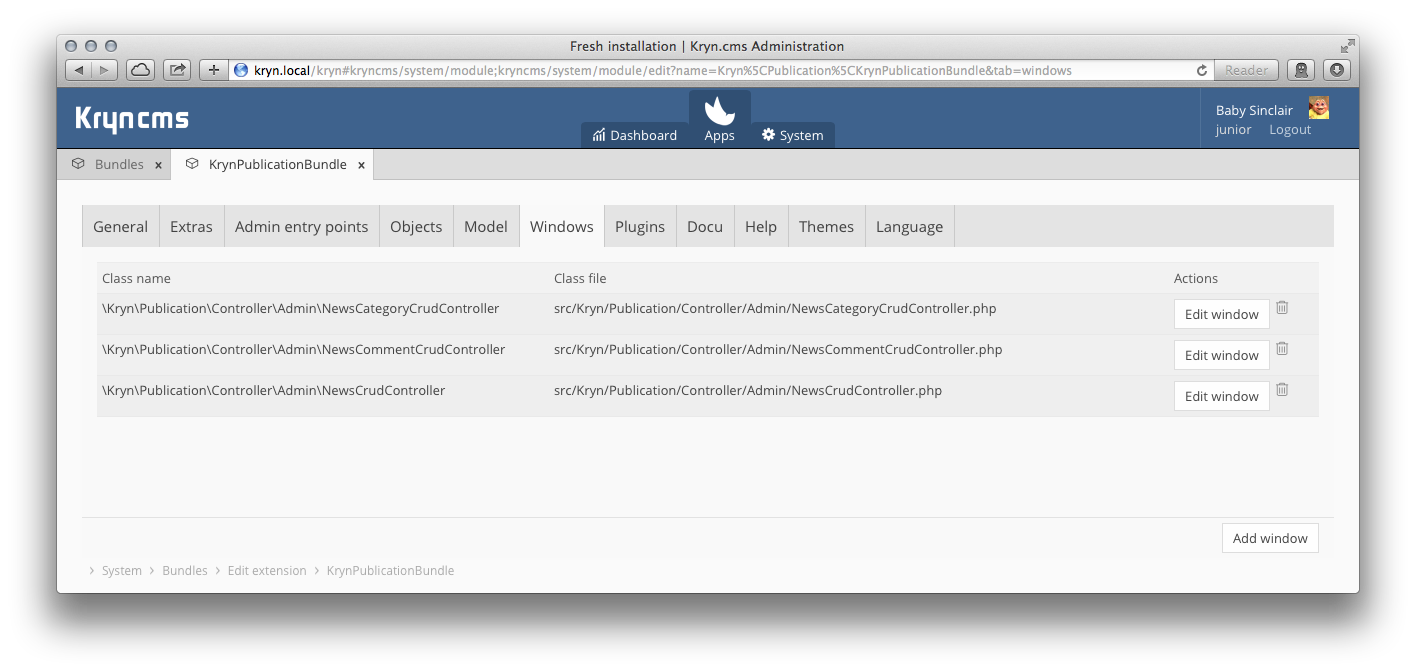 Fresh installation | Kryn.cms Administration
kryn.local/kryn#kryncms/system/module;kryncms/system/module/edit?name=Kryn%5CPublication%5CKrynPublicationBundle&tab=windows Reader
Kryncms Dashboard Apps System Baby Sinclair
junior Logout
Bundles x KrynPublicationBundle x
General Extras Admin entry points Objects Model Windows Plugins Docu Help Themes Language
Class name Class file Actions
\Kryn\Publication\Controller\Admin\NewsCategoryCrudController src/Kryn/Publication/Controller/Admin/NewsCategoryCrudController.php Edit window
\Kryn\Publication\Controller\Admin\NewsCommentCrudController src/Kryn/Publication/Controller/Admin/NewsCommentCrudController.php Edit window
\Kryn\Publication\Controller\Admin\NewsCrudController src/Kryn/Publication/Controller/Admin/NewsCrudController.php Edit window
Add window
› System › Bundles › Edit extension › KrynPublicationBundle